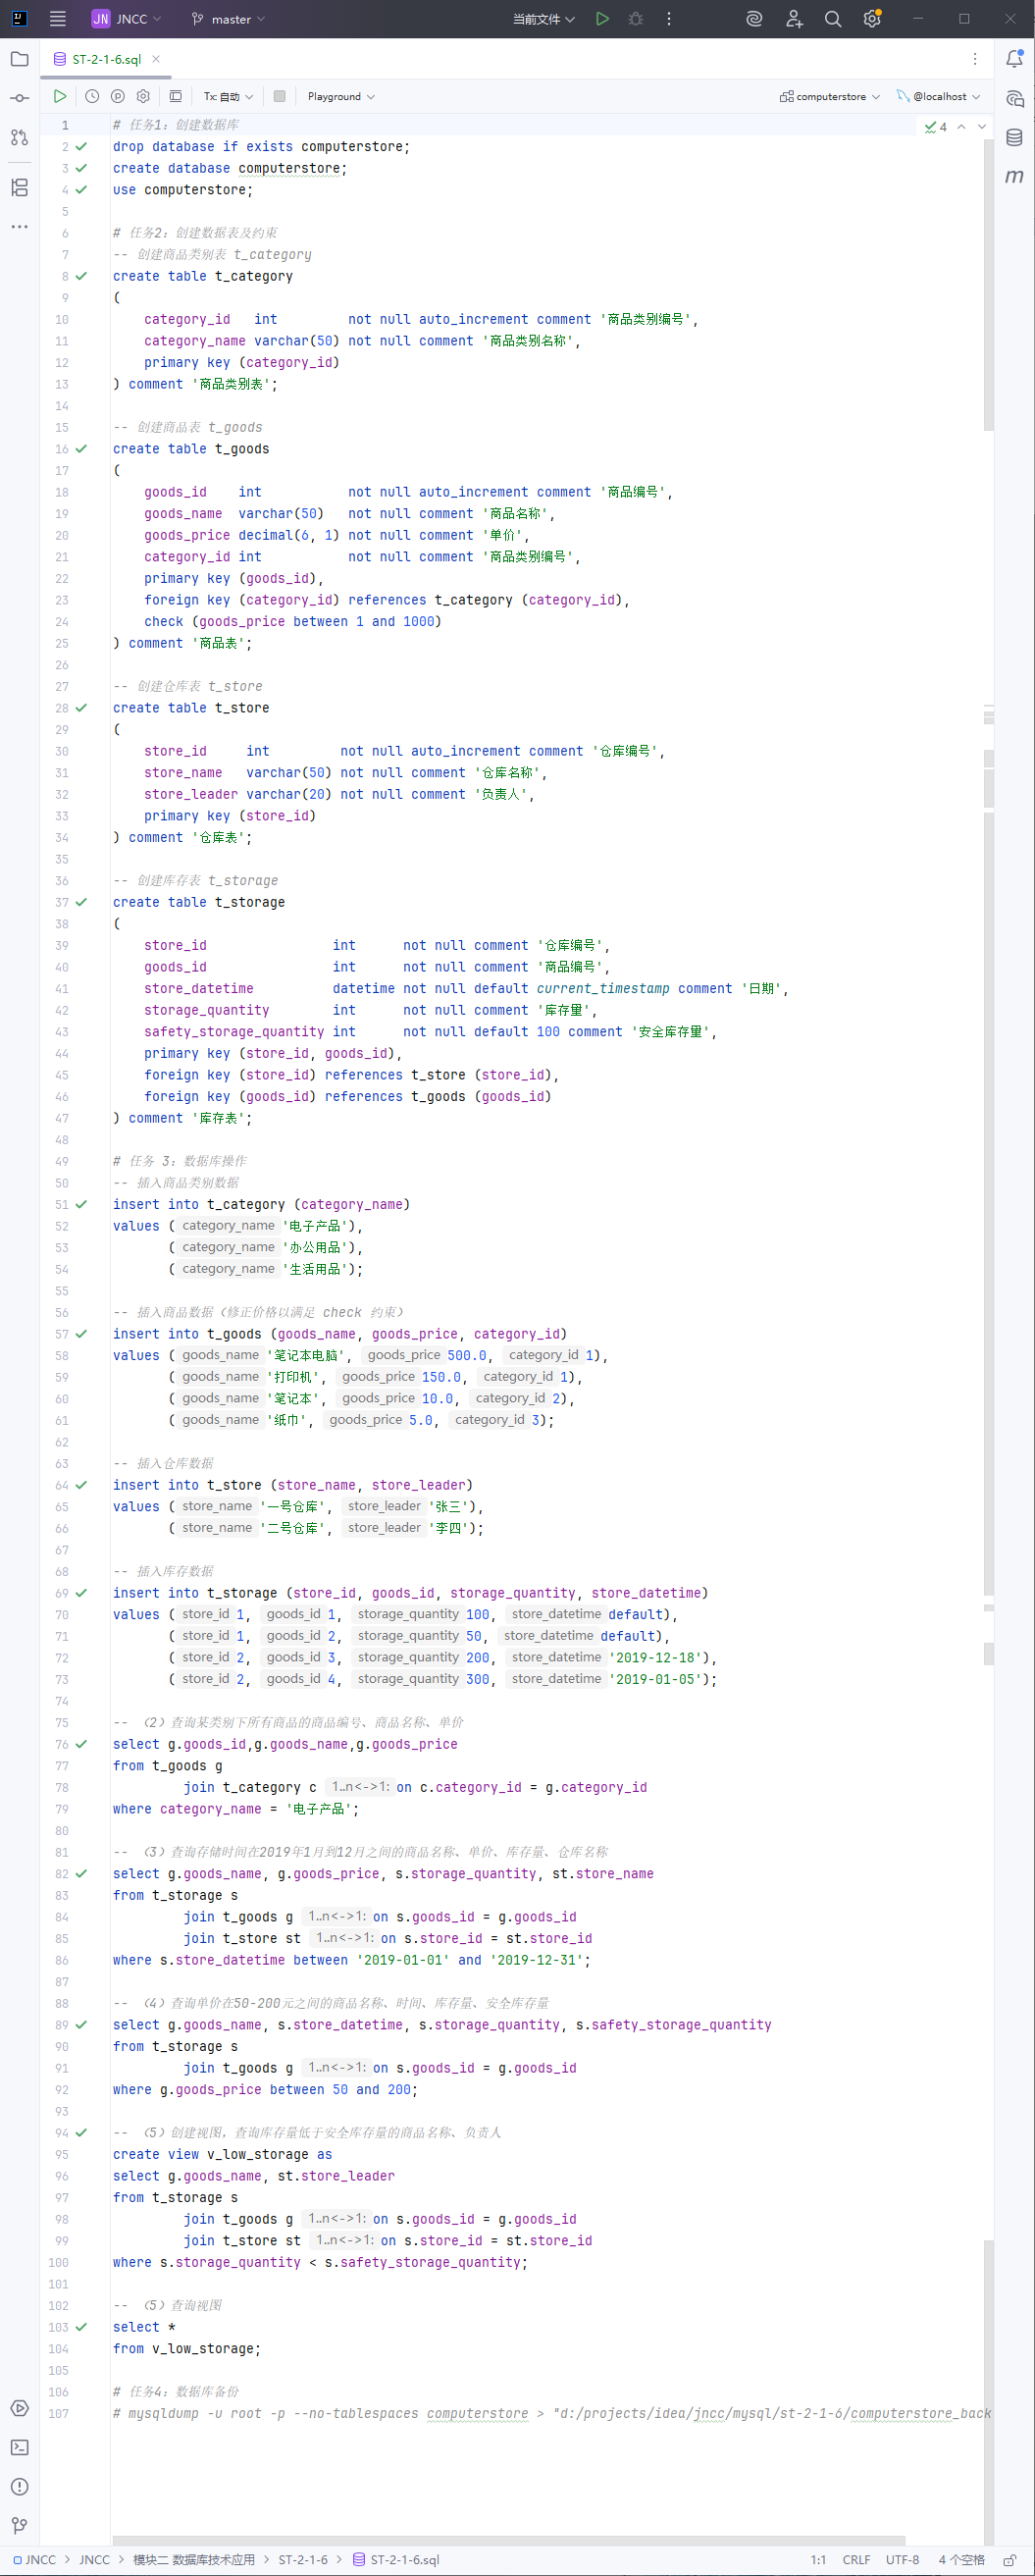 JN JNCC master 当前文件
ST-2-1-6.sql
Tx: 自动 Playground computerstore @localhost
1 # 任务1：创建数据库 4
2 drop database if exists computerstore;
3 create database computerstore;
4 use computerstore;
5
6 # 任务2：创建数据表及约束
7 -- 创建商品类别表 t_category
8 create table t_category
9 (
10 category_id int not null auto_increment comment '商品类别编号',
11 category_name varchar(50) not null comment '商品类别名称',
12 primary key (category_id)
13 ) comment '商品类别表';
14
15 -- 创建商品表 t_goods
16 create table t_goods
17 (
18 goods_id int not null auto_increment comment '商品编号',
19 goods_name varchar(50) not null comment '商品名称',
20 goods_price decimal(6, 1) not null comment '单价',
21 category_id int not null comment '商品类别编号',
22 primary key (goods_id),
23 foreign key (category_id) references t_category (category_id),
24 check (goods_price between 1 and 1000)
25 ) comment '商品表';
26
27 -- 创建仓库表 t_store
28 create table t_store
29 (
30 store_id int not null auto_increment comment '仓库编号',
31 store_name varchar(50) not null comment '仓库名称',
32 store_leader varchar(20) not null comment '负责人',
33 primary key (store_id)
34 ) comment '仓库表';
35
36 -- 创建库存表 t_storage
37 create table t_storage
38 (
39 store_id int not null comment '仓库编号',
40 goods_id int not null comment '商品编号',
41 store_datetime datetime not null default current_timestamp comment '日期',
42 storage_quantity int not null comment '库存量',
43 safety_storage_quantity int not null default 100 comment '安全库存量',
44 primary key (store_id, goods_id),
45 foreign key (store_id) references t_store (store_id),
46 foreign key (goods_id) references t_goods (goods_id)
47 ) comment '库存表';
48
49 # 任务 3：数据库操作
50 -- 插入商品类别数据
51 insert into t_category (category_name)
52 values ( category_name '电子产品'),
53 ( category_name '办公用品'),
54 ( category_name '生活用品');
55
56 -- 插入商品数据（修正价格以满足 check 约束）
57 insert into t_goods (goods_name, goods_price, category_id)
58 values ( goods_name '笔记本电脑', goods_price 500.0, category_id 1),
59 ( goods_name '打印机', goods_price 150.0, category_id 1),
60 ( goods_name '笔记本', goods_price 10.0, category_id 2),
61 ( goods_name '纸巾', goods_price 5.0, category_id 3);
62
63 -- 插入仓库数据
64 insert into t_store (store_name, store_leader)
65 values ( store_name '一号仓库', store_leader '张三'),
66 ( store_name '二号仓库', store_leader '李四');
67
68 -- 插入库存数据
69 insert into t_storage (store_id, goods_id, storage_quantity, store_datetime)
70 values ( store_id 1, goods_id 1, storage_quantity 100, store_datetime default),
71 ( store_id 1, goods_id 2, storage_quantity 50, store_datetime default),
72 ( store_id 2, goods_id 3, storage_quantity 200, store_datetime '2019-12-18'),
73 ( store_id 2, goods_id 4, storage_quantity 300, store_datetime '2019-01-05');
74
75 -- （2）查询某类别下所有商品的商品编号、商品名称、单价
76 select g.goods_id,g.goods_name,g.goods_price
77 from t_goods g
78 join t_category c 1..n<->1: on c.category_id = g.category_id
79 where category_name = '电子产品';
80
81 -- （3）查询存储时间在2019年1月到12月之间的商品名称、单价、库存量、仓库名称
82 select g.goods_name, g.goods_price, s.storage_quantity, st.store_name
83 from t_storage s
84 join t_goods g 1..n<->1: on s.goods_id = g.goods_id
85 join t_store st 1..n<->1: on s.store_id = st.store_id
86 where s.store_datetime between '2019-01-01' and '2019-12-31';
87
88 -- （4）查询单价在50-200元之间的商品名称、时间、库存量、安全库存量
89 select g.goods_name, s.store_datetime, s.storage_quantity, s.safety_storage_quantity
90 from t_storage s
91 join t_goods g 1..n<->1: on s.goods_id = g.goods_id
92 where g.goods_price between 50 and 200;
93
94 -- （5）创建视图，查询库存量低于安全库存量的商品名称、负责人
95 create view v_low_storage as
96 select g.goods_name, st.store_leader
97 from t_storage s
98 join t_goods g 1..n<->1: on s.goods_id = g.goods_id
99 join t_store st 1..n<->1: on s.store_id = st.store_id
100 where s.storage_quantity < s.safety_storage_quantity;
101
102 -- （5）查询视图
103 select *
104 from v_low_storage;
105
106 # 任务4：数据库备份
107 # mysqldump -u root -p --no-tablespaces computerstore > "d:/projects/idea/jncc/mysql/st-2-1-6/computerstore_back
JNCC > JNCC > 模块二 数据库技术应用 > ST-2-1-6 > ST-2-1-6.sql 1:1 CRLF UTF-8 4 个空格